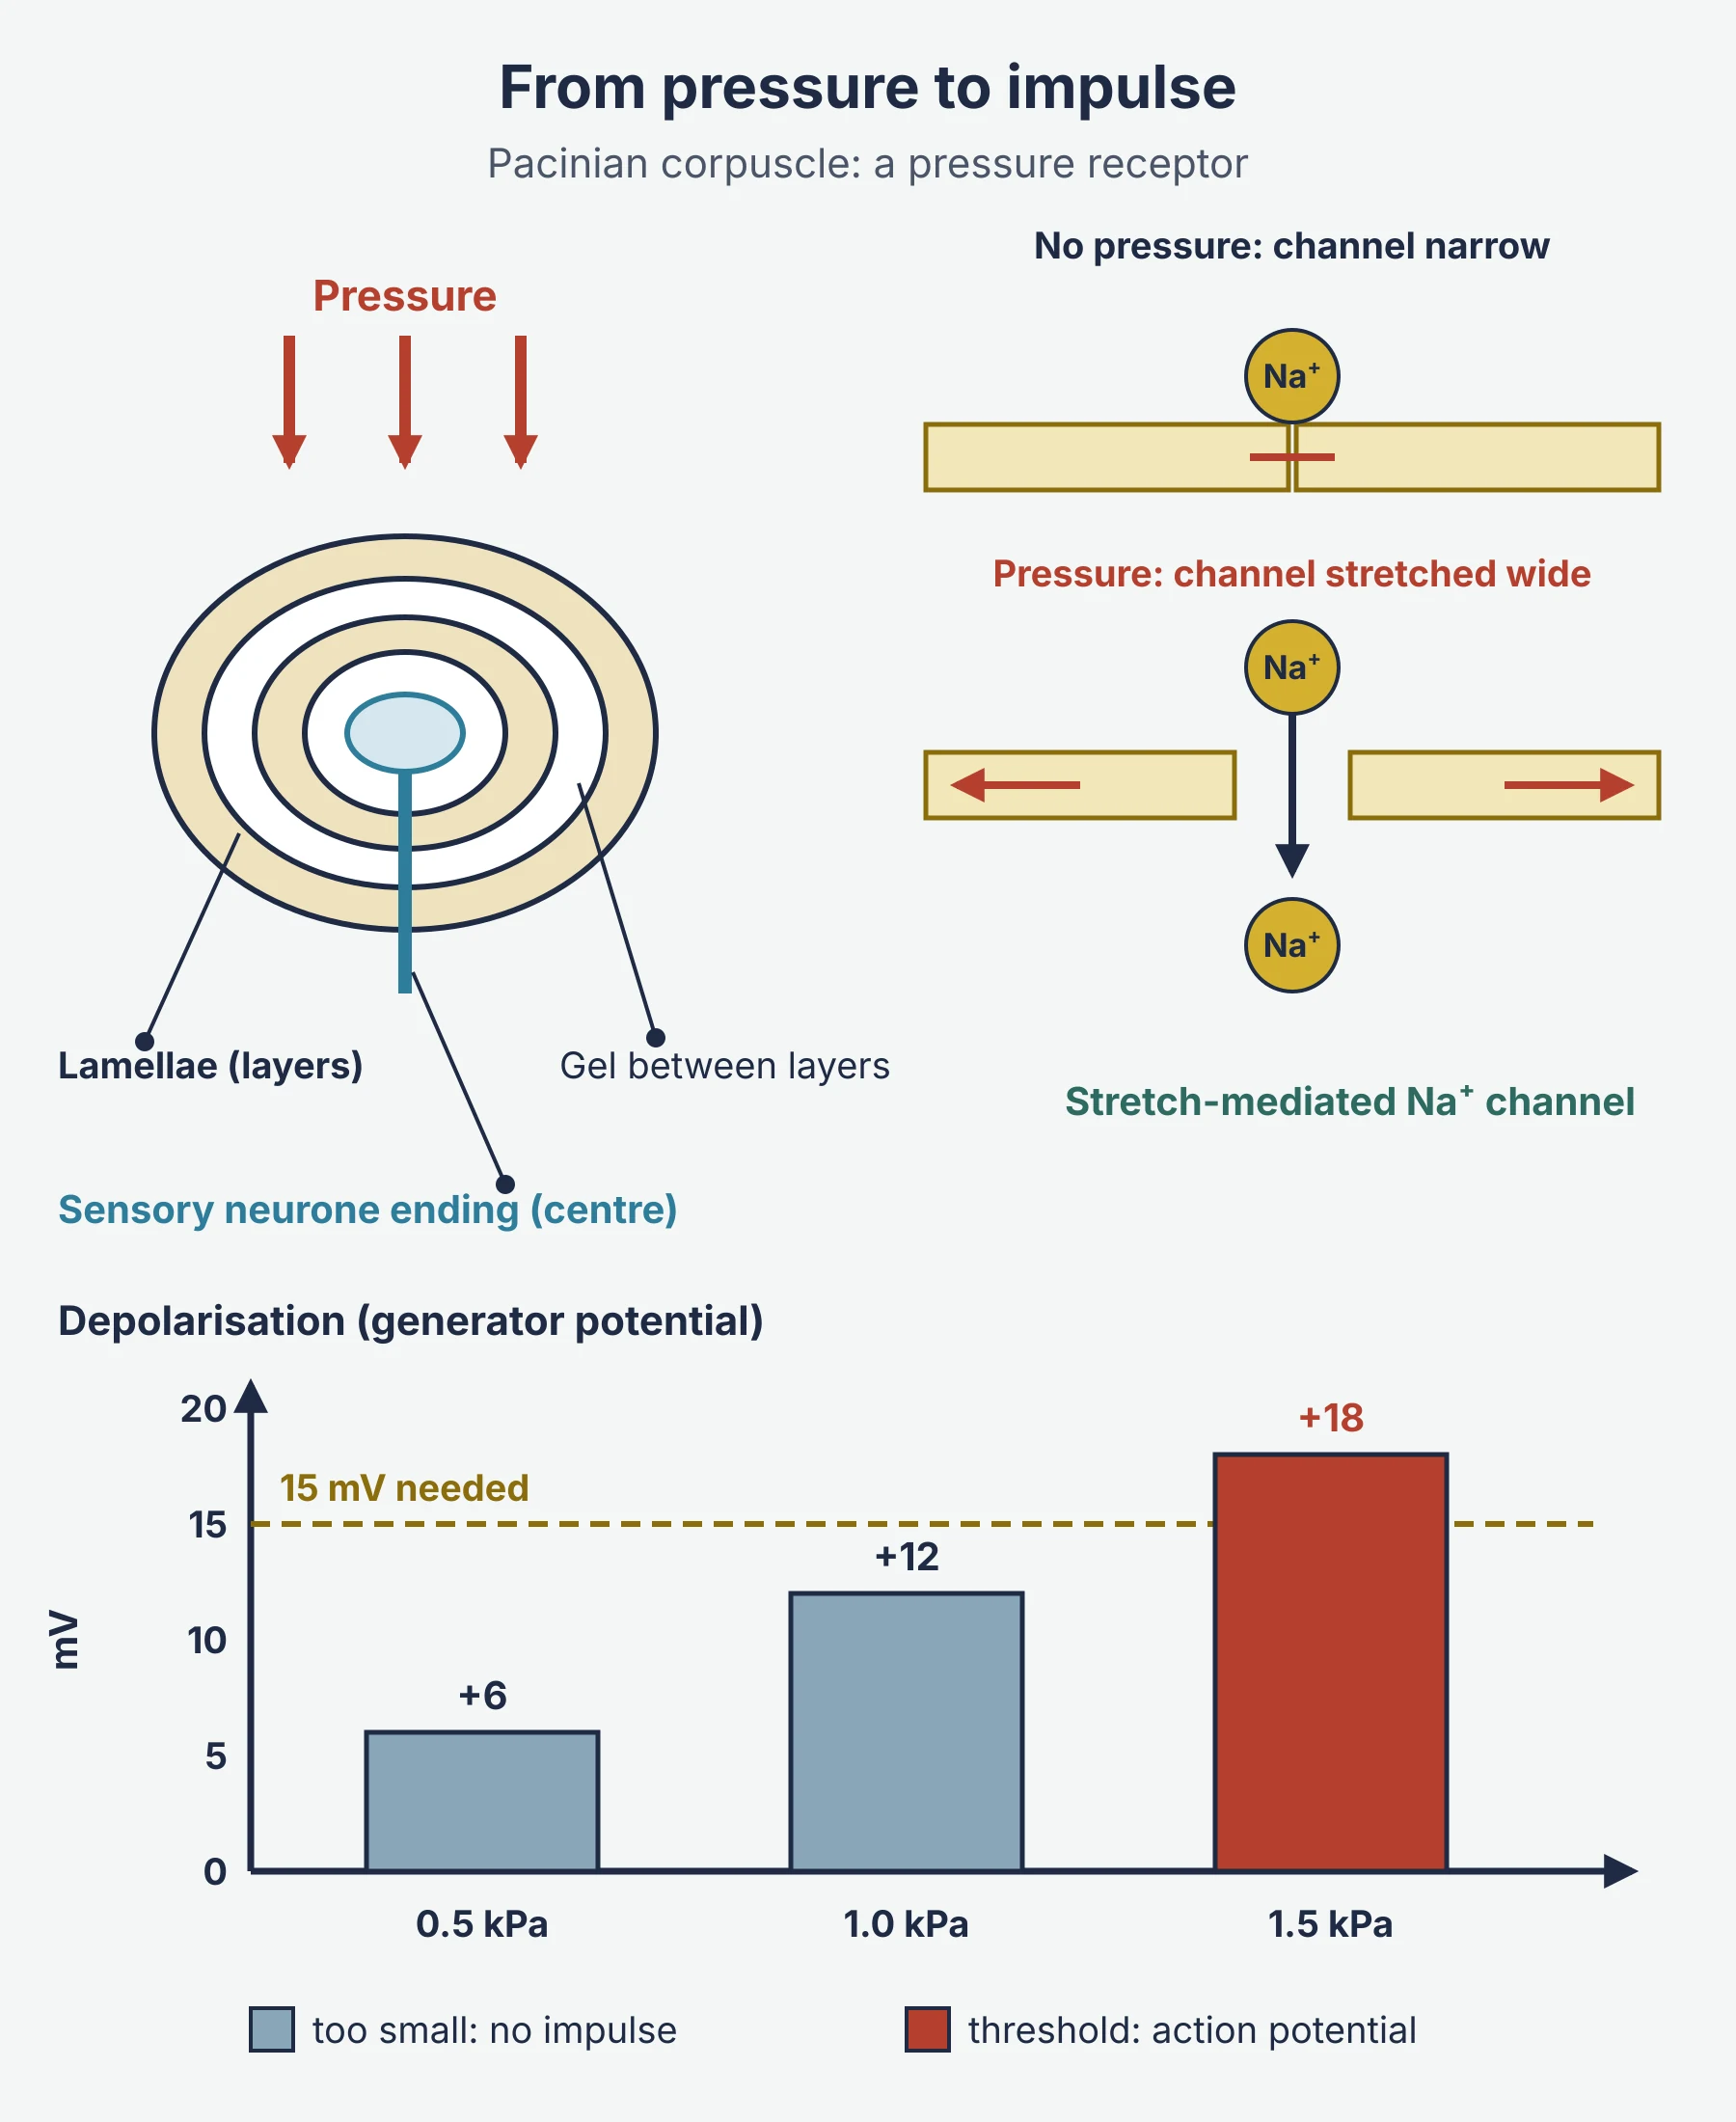 From pressure to impulse
Pacinian corpuscle: a pressure receptor
Pressure
No pressure: channel narrow
Na⁺
Pressure: channel stretched wide
Na⁺
Na⁺
Lamellae (layers)
Gel between layers
Stretch-mediated Na⁺ channel
Sensory neurone ending (centre)
Depolarisation (generator potential)
mV
20
15
10
5
0
15 mV needed
+6
+12
+18
0.5 kPa
1.0 kPa
1.5 kPa
too small: no impulse
threshold: action potential